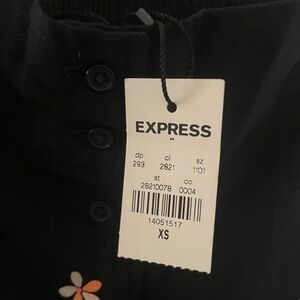 EXPRESS
dp cl sz
293 2821 1101
st co
28210078 0004
14051517
XS